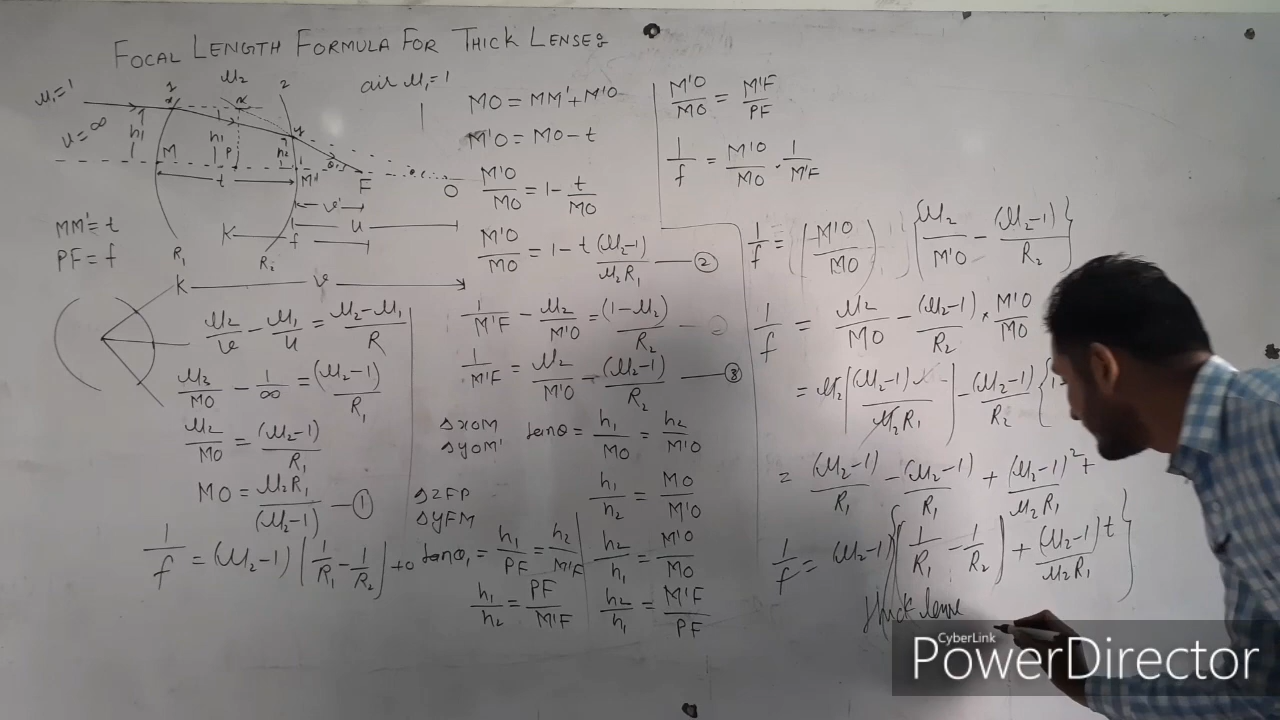 FOCAL LENGTH FORMULA FOR THICK LENSES
μ₁=1
u=∞
1
x
μ₂
z
2
air μ₁=1
y
h₁
h₁
h₂
M
P
M'
θ₁
F
θ
O
t
v'
u
f
v
R₁
R₂
MM'=t
PF=f
μ₂/v - μ₁/u = μ₂-μ₁/R
μ₂/MO - 1/∞ = (μ₂-1)/R₁
μ₂/MO = (μ₂-1)/R₁
MO = μ₂R₁/(μ₂-1) — ①
1/f = (μ₂-1) [1/R₁ - 1/R₂] + 0
MO = MM' + M'O
M'O = MO - t
M'O/MO = 1 - t/MO
M'O/MO = 1 - t (μ₂-1)/μ₂R₁ — ②
1/M'F - μ₂/M'O = (1-μ₂)/R₂
1/M'F = μ₂/M'O - (μ₂-1)/R₂ — ③
△XOM
△YOM'
tanθ = h₁/MO = h₂/M'O
h₁/h₂ = MO/M'O
△ZFP
△YFM
tanθ₁ = h₁/PF = h₂/M'F
h₁/h₂ = PF/M'F
h₂/h₁ = M'O/MO
h₂/h₁ = M'F/PF
M'O/MO = M'F/PF
1/f = M'O/MO · 1/M'F
1/f = (M'O/MO) {μ₂/M'O - (μ₂-1)/R₂}
1/f = μ₂/MO - (μ₂-1)/R₂ × M'O/MO
= μ₂[(μ₂-1)/μ₂R₁] - (μ₂-1)/R₂ {1-
= (μ₂-1)/R₁ - (μ₂-1)/R₁ + (μ₂-1)² t/μ₂R₁
1/f = (μ₂-1) {(1/R₁ - 1/R₂) + (μ₂-1)t/μ₂R₁}
thick lense
CyberLink
PowerDirector